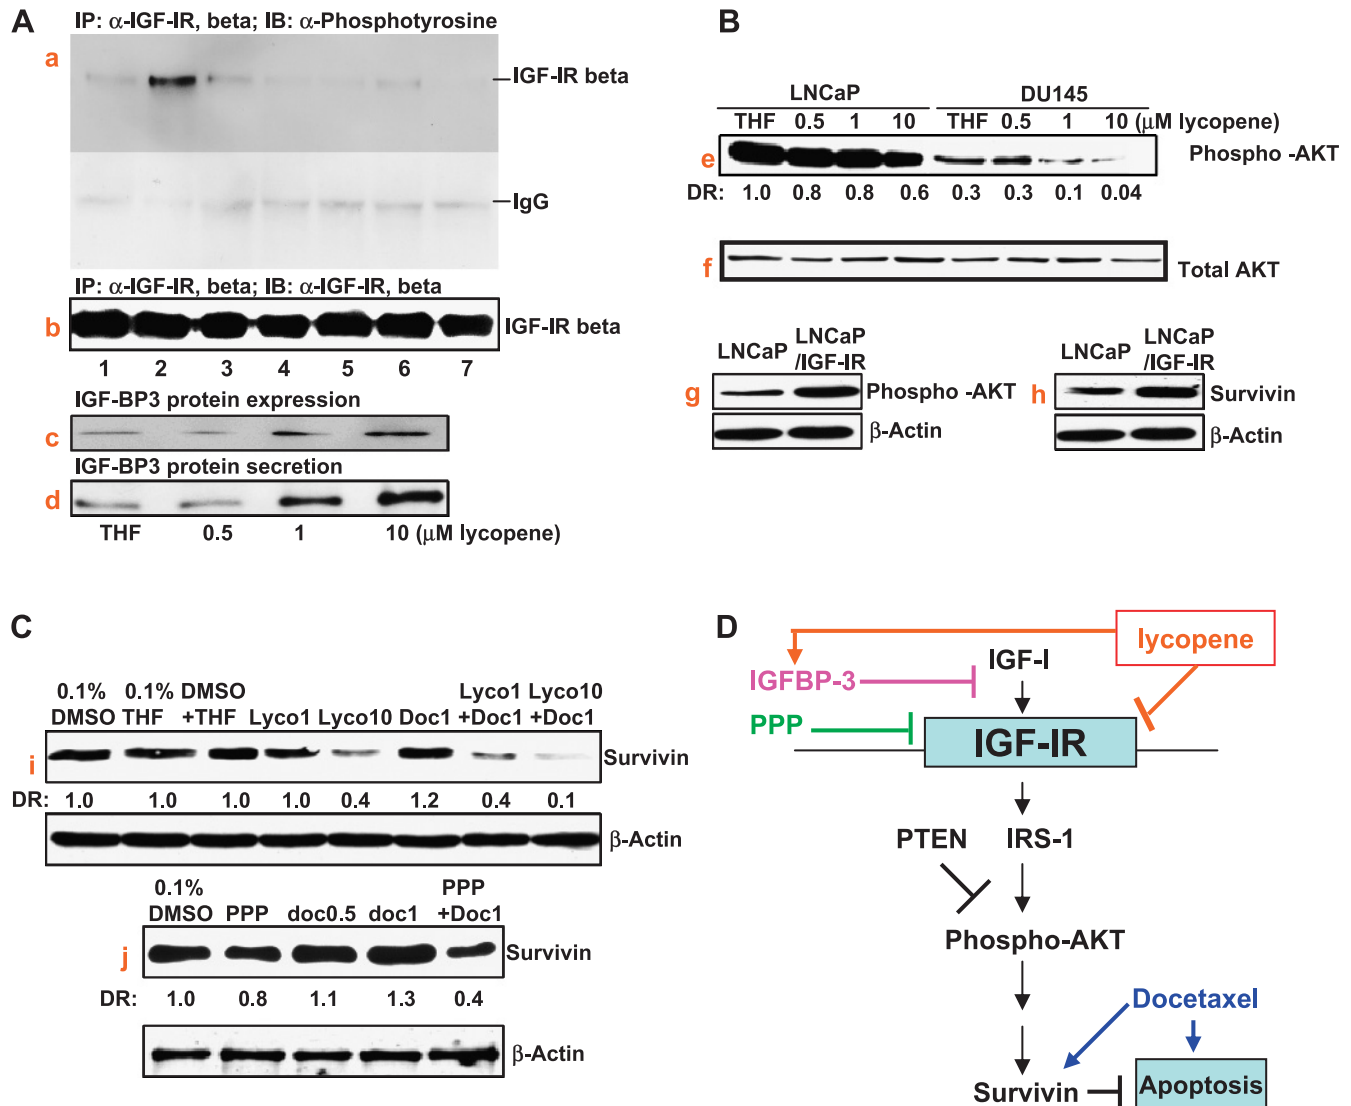 A
IP: α-IGF-IR, beta; IB: α-Phosphotyrosine
a
IGF-IR beta
IgG
IP: α-IGF-IR, beta; IB: α-IGF-IR, beta
b
IGF-IR beta
1 2 3 4 5 6 7
IGF-BP3 protein expression
c
IGF-BP3 protein secretion
d
THF 0.5 1 10 (μM lycopene)
B
LNCaP DU145
THF 0.5 1 10 THF 0.5 1 10 (μM lycopene)
e
Phospho -AKT
DR: 1.0 0.8 0.8 0.6 0.3 0.3 0.1 0.04
f
Total AKT
LNCaP LNCaP /IGF-IR
g
Phospho -AKT
β-Actin
LNCaP LNCaP /IGF-IR
h
Survivin
β-Actin
C
0.1% 0.1% DMSO Lyco1 Lyco10
DMSO THF +THF Lyco1 Lyco10 Doc1 +Doc1 +Doc1
i
Survivin
DR: 1.0 1.0 1.0 1.0 0.4 1.2 0.4 0.1
β-Actin
0.1% PPP
DMSO PPP doc0.5 doc1 +Doc1
j
Survivin
DR: 1.0 0.8 1.1 1.3 0.4
β-Actin
D
lycopene
IGF-I
IGFBP-3
PPP
IGF-IR
PTEN IRS-1
Phospho-AKT
Docetaxel
Survivin
Apoptosis